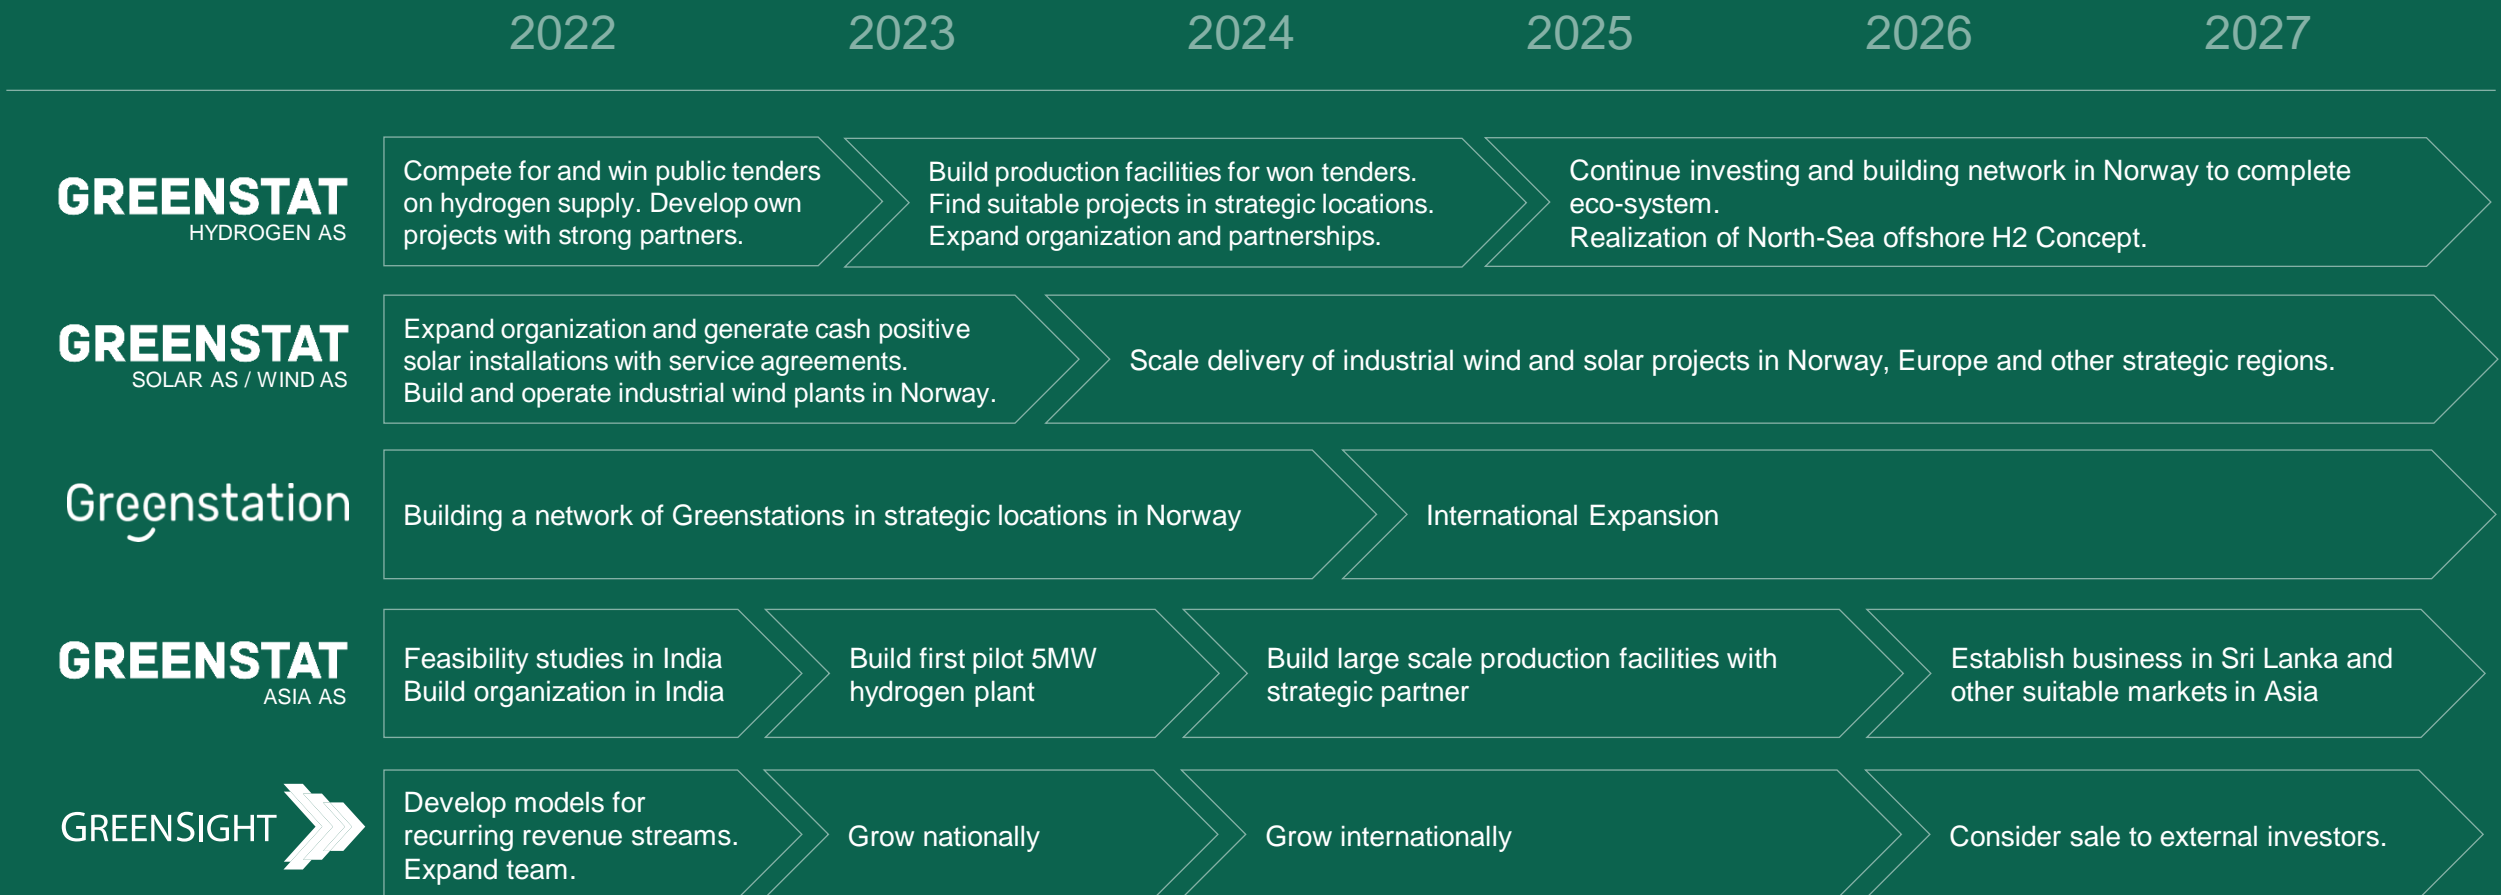 2022 2023 2024 2025 2026 2027
GREENSTAT
HYDROGEN AS
Compete for and win public tenders
on hydrogen supply. Develop own
projects with strong partners.
Build production facilities for won tenders.
Find suitable projects in strategic locations.
Expand organization and partnerships.
Continue investing and building network in Norway to complete
eco-system.
Realization of North-Sea offshore H2 Concept.
GREENSTAT
SOLAR AS / WIND AS
Expand organization and generate cash positive
solar installations with service agreements.
Build and operate industrial wind plants in Norway.
Scale delivery of industrial wind and solar projects in Norway, Europe and other strategic regions.
Greenstation
Building a network of Greenstations in strategic locations in Norway
International Expansion
GREENSTAT
ASIA AS
Feasibility studies in India
Build organization in India
Build first pilot 5MW
hydrogen plant
Build large scale production facilities with
strategic partner
Establish business in Sri Lanka and
other suitable markets in Asia
GREENSIGHT
Develop models for
recurring revenue streams.
Expand team.
Grow nationally
Grow internationally
Consider sale to external investors.